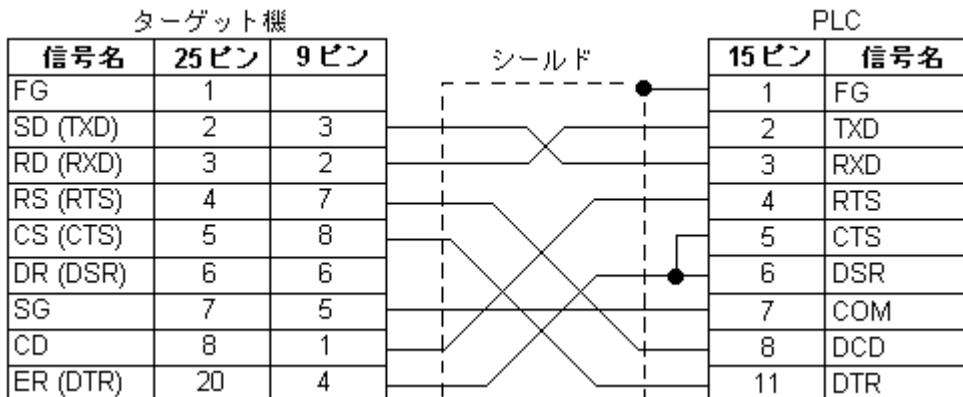 ターゲット機 PLC
信号名 25ピン 9ピン シールド 15ピン 信号名
FG 1 1 FG
SD (TXD) 2 3 2 TXD
RD (RXD) 3 2 3 RXD
RS (RTS) 4 7 4 RTS
CS (CTS) 5 8 5 CTS
DR (DSR) 6 6 6 DSR
SG 7 5 7 COM
CD 8 1 8 DCD
ER (DTR) 20 4 11 DTR